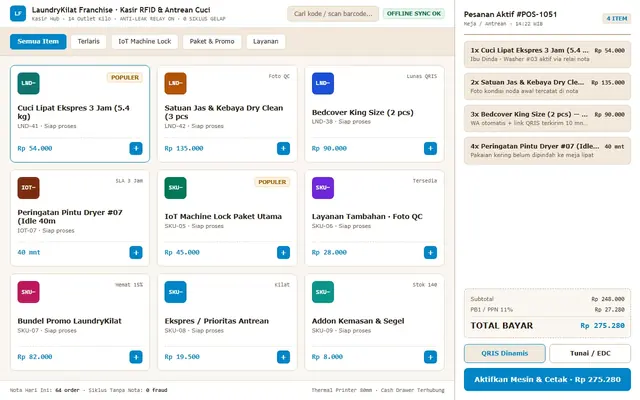 LF
LaundryKilat Franchise · Kasir RFID & Antrean Cuci
Kasir Hub · 14 Outlet Kilo · ANTI-LEAK RELAY ON · 0 SIKLUS GELAP
Cari kode / scan barcode...
OFFLINE SYNC OK
Semua Item
Terlaris
IoT Machine Lock
Paket & Promo
Layanan
LND-
POPULER
Cuci Lipat Ekspres 3 Jam (5.4 kg)
LND-41 · Siap proses
Rp 54.000
+
LND-
Foto QC
Satuan Jas & Kebaya Dry Clean (3 pcs
LND-42 · Siap proses
Rp 135.000
+
LND-
Lunas QRIS
Bedcover King Size (2 pcs)
LND-38 · Siap proses
Rp 90.000
+
IOT-
SLA 3 Jam
Peringatan Pintu Dryer #07 (Idle 40m
IOT-07 · Siap proses
40 mnt
+
SKU-
POPULER
IoT Machine Lock Paket Utama
SKU-05 · Siap proses
Rp 45.000
+
SKU-
Tersedia
Layanan Tambahan · Foto QC
SKU-06 · Siap proses
Rp 28.000
+
SKU-
Hemat 15%
Bundel Promo LaundryKilat
SKU-07 · Siap proses
Rp 82.000
+
SKU-
Kilat
Ekspres / Prioritas Antrean
SKU-08 · Siap proses
Rp 19.500
+
SKU-
Stok 140
Addon Kemasan & Segel
SKU-09 · Siap proses
Rp 8.000
+
Nota Hari Ini: 64 order · Siklus Tanpa Nota: 0 fraud
Thermal Printer 80mm · Cash Drawer Terhubung
Pesanan Aktif #POS-1051
Meja / Antrean · 14:22 WIB
4 ITEM
1x Cuci Lipat Ekspres 3 Jam (5.4 ...
Rp 54.000
Ibu Dinda · Washer #03 aktif via relai nota
2x Satuan Jas & Kebaya Dry Cle...
Rp 135.000
Foto kondisi noda awal tercatat di nota
3x Bedcover King Size (2 pcs) — ...
Rp 90.000
WA otomatis + link QRIS terkirim 10 mn...
4x Peringatan Pintu Dryer #07 (Idle...
40 mnt
Pakaian kering belum dipindah ke meja lipat
Subtotal
Rp 248.000
PB1 / PPN 11%
Rp 27.280
TOTAL BAYAR
Rp 275.280
QRIS Dinamis
Tunai / EDC
Aktifkan Mesin & Cetak · Rp 275.280